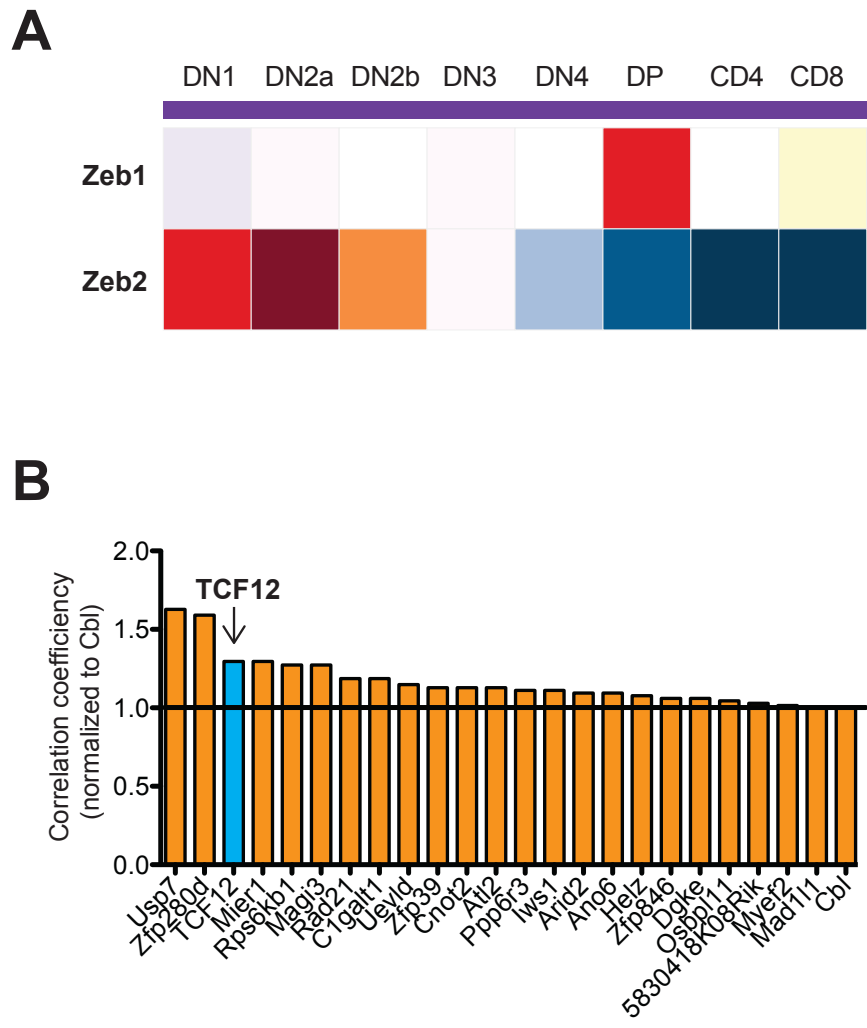 A
DN1 DN2a DN2b DN3 DN4 DP CD4 CD8
Zeb1
Zeb2
B
Correlation coefficiency
(normalized to Cbl)
2.0
1.5
1.0
0.5
0.0
TCF12
Usp7
Zfp280d
TCF12
Mier1
Rps6kb1
Magi3
Rad21
C1galt1
Uevld
Zfp39
Cnot2
Atl2
Ppp6r3
Iws1
Arid2
Ano6
Helz
Zfp846
Dgke
Osbpl11
5830418K08Rik
Myef2
Mad1l1
Cbl